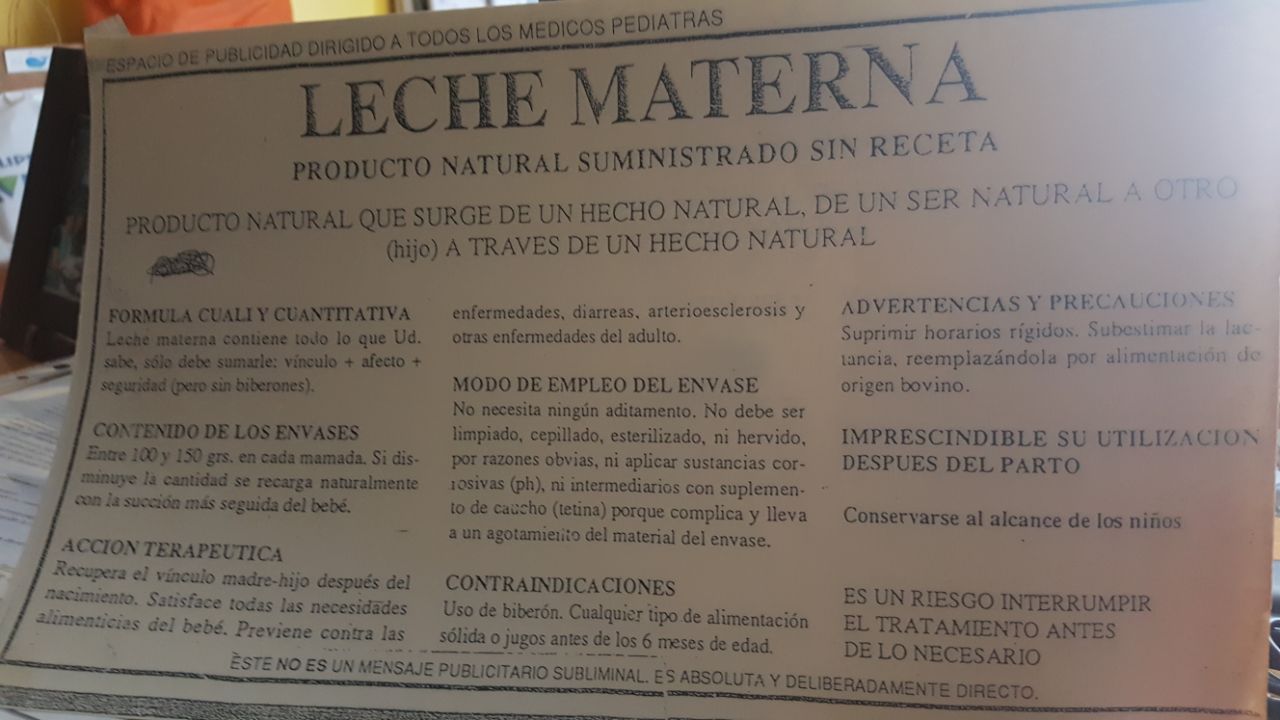 ESPACIO DE PUBLICIDAD DIRIGIDO A TODOS LOS MEDICOS PEDIATRAS
LECHE MATERNA
PRODUCTO NATURAL SUMINISTRADO SIN RECETA
PRODUCTO NATURAL QUE SURGE DE UN HECHO NATURAL, DE UN SER NATURAL A OTRO
(hijo) A TRAVES DE UN HECHO NATURAL
FORMULA CUALI Y CUANTITATIVA
Leche materna contiene todo lo que Ud.
sabe, sólo debe sumarle: vínculo + afecto +
seguridad (pero sin biberones).
CONTENIDO DE LOS ENVASES
Entre 100 y 150 grs. en cada mamada. Si dis-
minuye la cantidad se recarga naturalmente
con la succión más seguida del bebé.
ACCION TERAPEUTICA
Recupera el vínculo madre-hijo después del
nacimiento. Satisface todas las necesidades
alimenticias del bebé. Previene contra las
enfermedades, diarreas, arterioesclerosis y
otras enfermedades del adulto.
MODO DE EMPLEO DEL ENVASE
No necesita ningún aditamento. No debe ser
limpiado, cepillado, esterilizado, ni hervido,
por razones obvias, ni aplicar sustancias cor-
rosivas (ph), ni intermediarios con suplemen-
to de caucho (tetina) porque complica y lleva
a un agotamiento del material del envase.
CONTRAINDICACIONES
Uso de biberón. Cualquier tipo de alimentación
sólida o jugos antes de los 6 meses de edad.
ADVERTENCIAS Y PRECAUCIONES
Suprimir horarios rígidos. Subestimar la lac-
tancia, reemplazándola por alimentación de
origen bovino.
IMPRESCINDIBLE SU UTILIZACION
DESPUES DEL PARTO
Conservarse al alcance de los niños
ES UN RIESGO INTERRUMPIR
EL TRATAMIENTO ANTES
DE LO NECESARIO
ESTE NO ES UN MENSAJE PUBLICITARIO SUBLIMINAL. ES ABSOLUTA Y DELIBERADAMENTE DIRECTO.